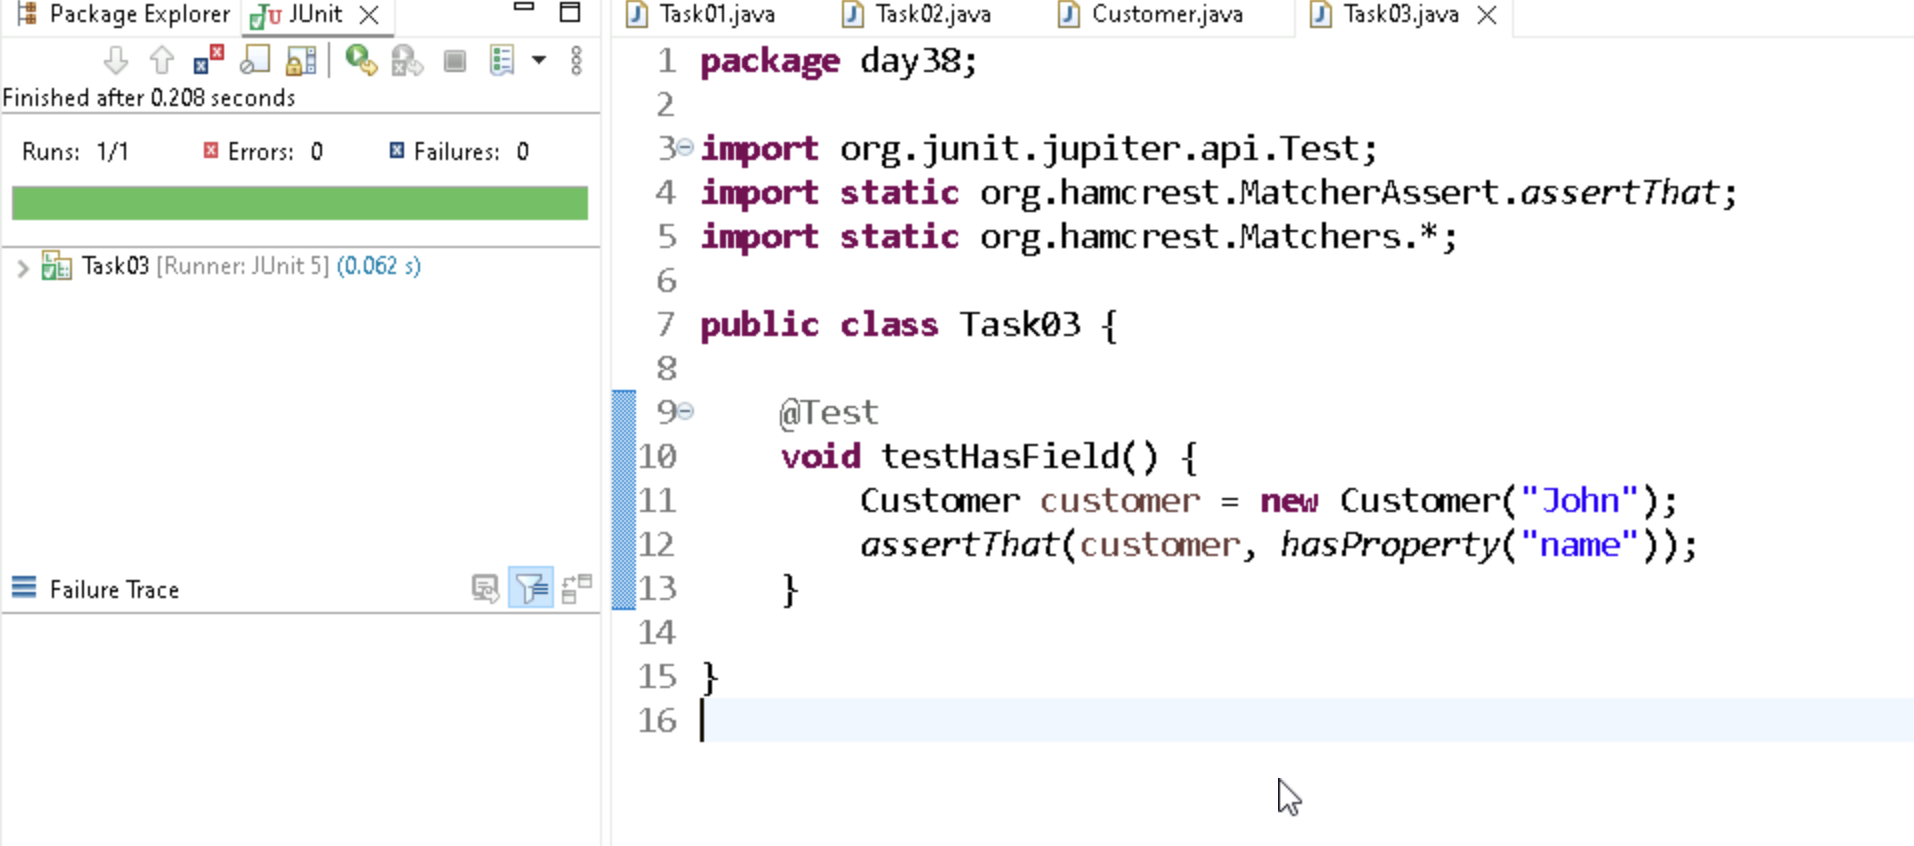 Package Explorer JUnit
Finished after 0.208 seconds
Runs: 1/1 Errors: 0 Failures: 0
Task03 [Runner: JUnit 5] (0.062 s)
Failure Trace
Task01.java Task02.java Customer.java Task03.java
1 package day38;
2
3 import org.junit.jupiter.api.Test;
4 import static org.hamcrest.MatcherAssert.assertThat;
5 import static org.hamcrest.Matchers.*;
6
7 public class Task03 {
8
9 @Test
10 void testHasField() {
11 Customer customer = new Customer("John");
12 assertThat(customer, hasProperty("name"));
13 }
14
15 }
16